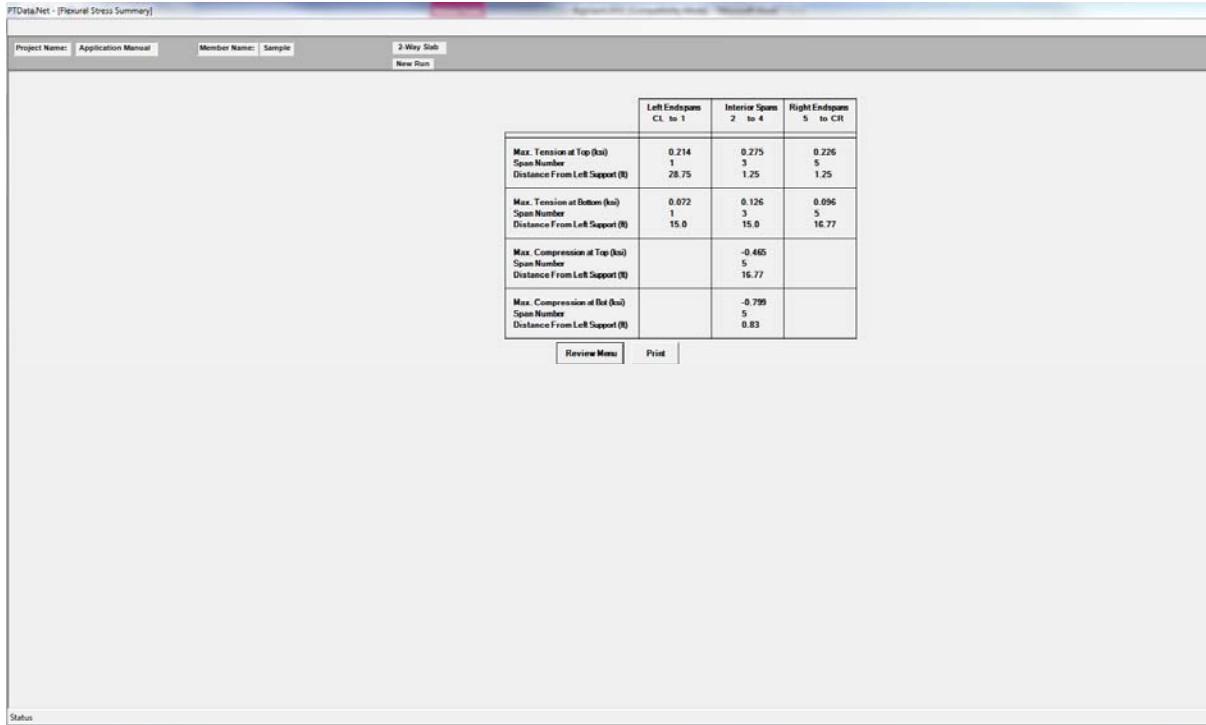 PTData.Net - [Flexural Stress Summary]
Project Name: Application Manual Member Name: Sample 2-Way Slab
New Run
Left Endspans Interior Spans Right Endspans
CL to 1 2 to 4 5 to CR
Max. Tension at Top (ksi) 0.214 0.275 0.226
Span Number 1 3 5
Distance From Left Support (ft) 28.75 1.25 1.25
Max. Tension at Bottom (ksi) 0.072 0.126 0.096
Span Number 1 3 5
Distance From Left Support (ft) 15.0 15.0 16.77
Max. Compression at Top (ksi) -0.465
Span Number 5
Distance From Left Support (ft) 16.77
Max. Compression at Bot (ksi) -0.799
Span Number 5
Distance From Left Support (ft) 0.83
Review Menu Print
Status